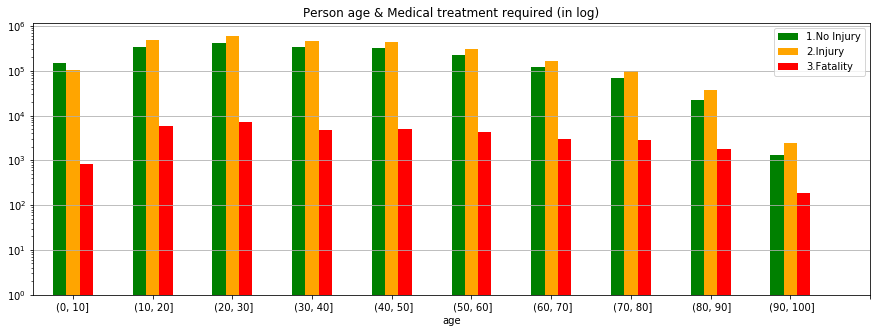 Person age & Medical treatment required (in log)
1.No Injury
2.Injury
3.Fatality
10⁶
10⁵
10⁴
10³
10²
10¹
10⁰
(0, 10] (10, 20] (20, 30] (30, 40] (40, 50] (50, 60] (60, 70] (70, 80] (80, 90] (90, 100]
age